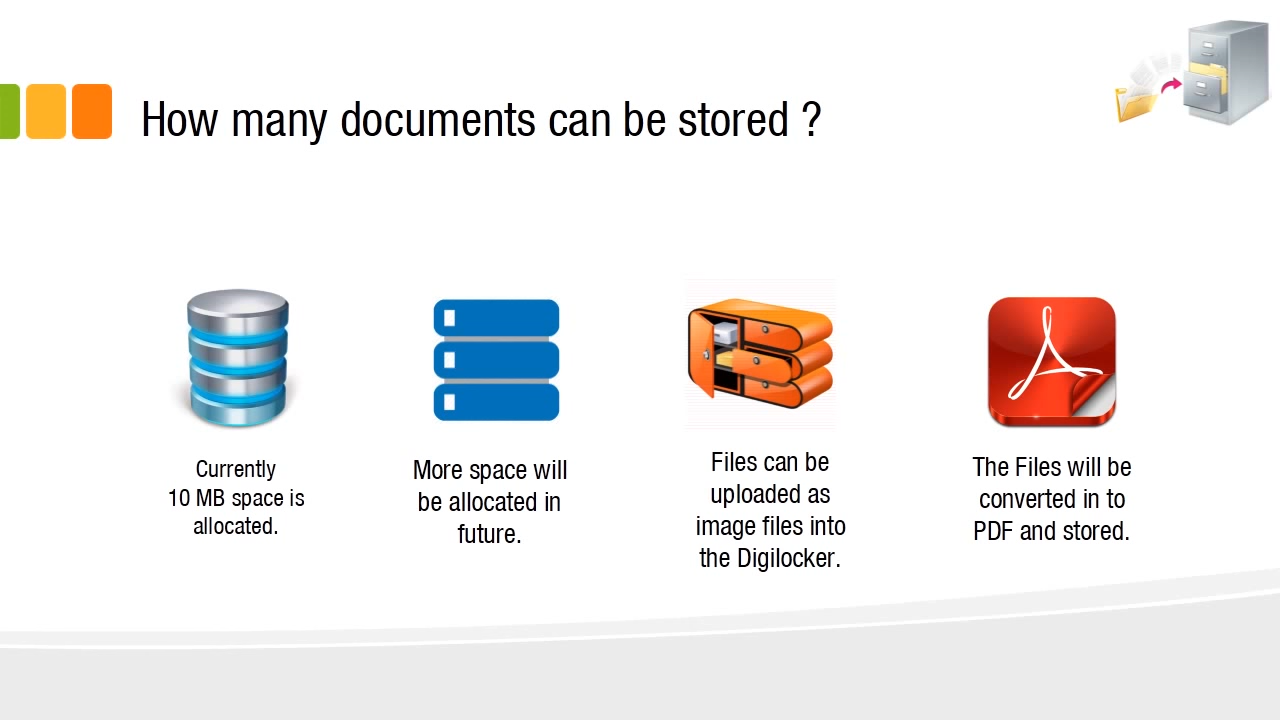 How many documents can be stored ?
Currently
10 MB space is
allocated.
More space will
be allocated in
future.
Files can be
uploaded as
image files into
the Digilocker.
The Files will be
converted in to
PDF and stored.